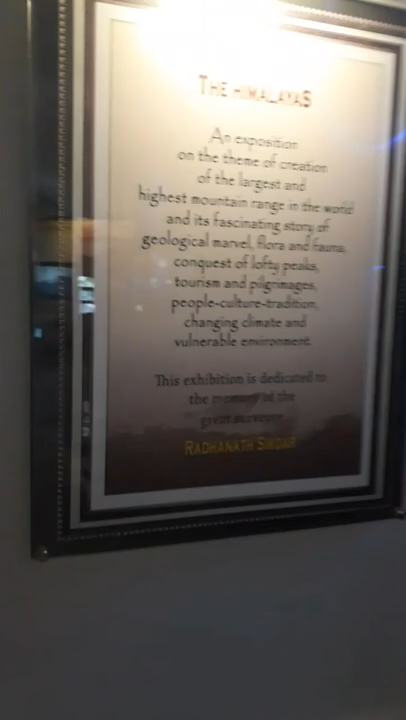 THE HIMALAYAS
An exposition
on the theme of creation
of the largest and
highest mountain range in the world
and its fascinating story of
geological marvel, flora and fauna,
conquest of lofty peaks,
tourism and pilgrimages,
people-culture-tradition,
changing climate and
vulnerable environment.
This exhibition is dedicated to
the memory of the
great surveyor
RADHANATH SIKDAR